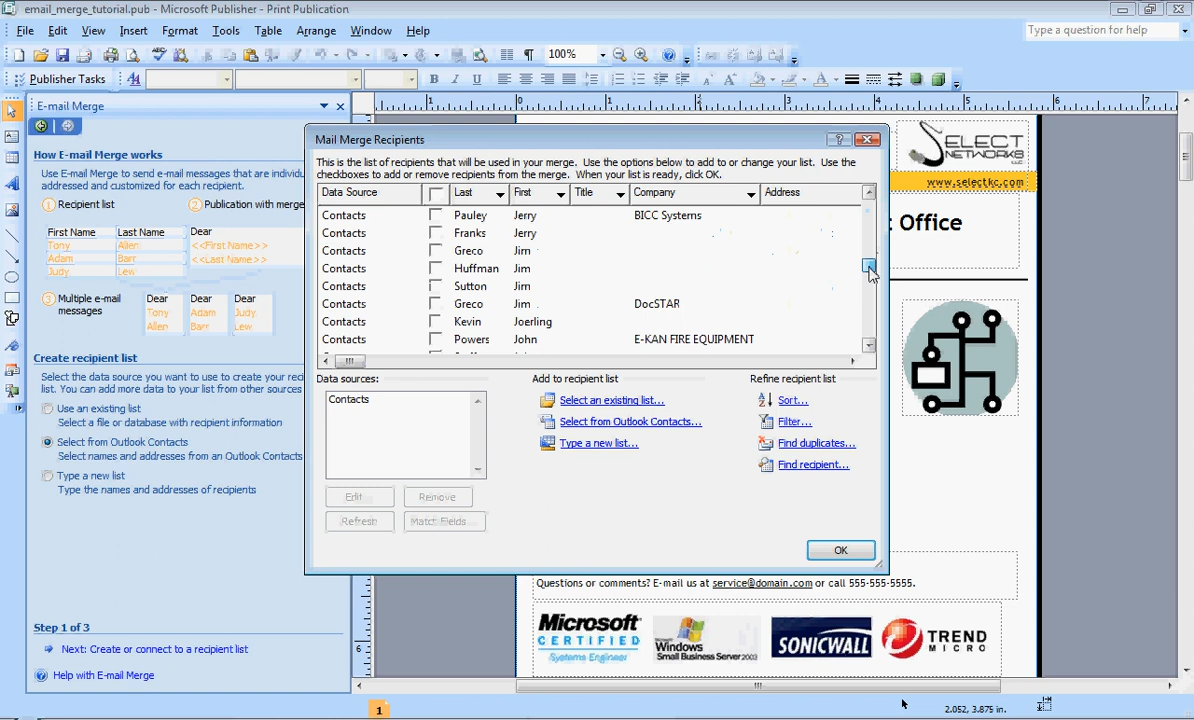 email_merge_tutorial.pub - Microsoft Publisher - Print Publication
File Edit View Insert Format Tools Table Arrange Window Help
Type a question for help
100%
Publisher Tasks
B I U
E-mail Merge
How E-mail Merge works
Use E-mail Merge to send e-mail messages that are individu
addressed and customized for each recipient.
1 Recipient list
2 Publication with merge
First Name Last Name
Tony Allen
Adam Barr
Judy Lew
Dear
<<First Name>>
<<Last Name>>
3 Multiple e-mail
messages
Dear Dear Dear
Tony Adam Judy
Allen Barr Lew
Create recipient list
Select the data source you want to use to create your reci
list. You can add more data to your list from other sources
Use an existing list
Select a file or database with recipient information
Select from Outlook Contacts
Select names and addresses from an Outlook Contacts
Type a new list
Type the names and addresses of recipients
Step 1 of 3
Next: Create or connect to a recipient list
Help with E-mail Merge
1 0 1 2 3 4 5 6 7
Mail Merge Recipients
This is the list of recipients that will be used in your merge. Use the options below to add to or change your list. Use the
checkboxes to add or remove recipients from the merge. When your list is ready, click OK.
Data Source Last First Title Company Address
Contacts Pauley Jerry BICC Systems
Contacts Franks Jerry
Contacts Greco Jim
Contacts Huffman Jim
Contacts Sutton Jim
Contacts Greco Jim DocSTAR
Contacts Kevin Joerling
Contacts Powers John E-KAN FIRE EQUIPMENT
Data sources:
Contacts
Edit Remove
Refresh Match Fields...
Add to recipient list
Select an existing list...
Select from Outlook Contacts...
Type a new list...
Refine recipient list
Sort...
Filter...
Find duplicates...
Find recipient...
OK
SELECT
NETWORKS
www.selectkc.com
Office
Questions or comments? E-mail us at service@domain.com or call 555-555-5555.
Microsoft
CERTIFIED
Systems Engineer
Microsoft
Windows
Small Business Server 2003
SONICWALL
TREND
MICRO
6
1
2.052, 3.875 in.